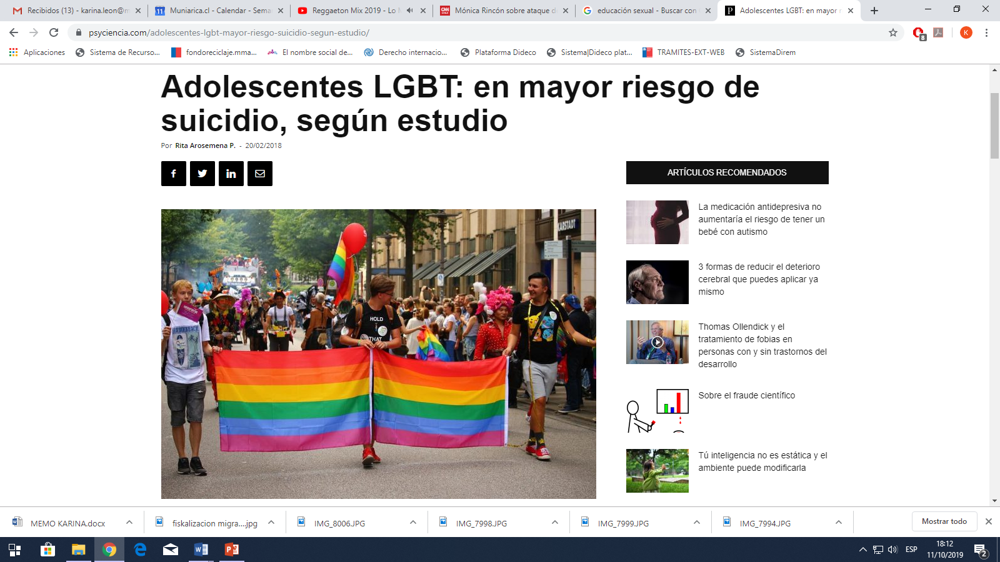 Recibidos (13) - karina.leon@m
Muniarica.cl - Calendar - Sema
Reggaeton Mix 2019 - Lo M
Mónica Rincón sobre ataque d
educación sexual - Buscar con
Adolescentes LGBT: en mayor r
psyciencia.com/adolescentes-lgbt-mayor-riesgo-suicidio-segun-estudio/
8
K
Aplicaciones
Sistema de Recurso...
fondoreciclaje.mma...
El nombre social de...
Derecho internacio...
Plataforma Dideco
Sistema|Dideco plat...
TRAMITES-EXT-WEB
SistemaDirem
Adolescentes LGBT: en mayor riesgo de
suicidio, según estudio
Por Rita Arosemena P. - 20/02/2018
ARTÍCULOS RECOMENDADOS
KARSTADT
HOLD
THAT
La medicación antidepresiva no
aumentaría el riesgo de tener un
bebé con autismo
3 formas de reducir el deterioro
cerebral que puedes aplicar ya
mismo
Thomas Ollendick y el
tratamiento de fobias en
personas con y sin trastornos del
desarrollo
Sobre el fraude científico
Tú inteligencia no es estática y el
ambiente puede modificarla
MEMO KARINA.docx
fiskalizacion migra....jpg
IMG_8006.JPG
IMG_7998.JPG
IMG_7999.JPG
IMG_7994.JPG
Mostrar todo
ESP
18:12
11/10/2019
2